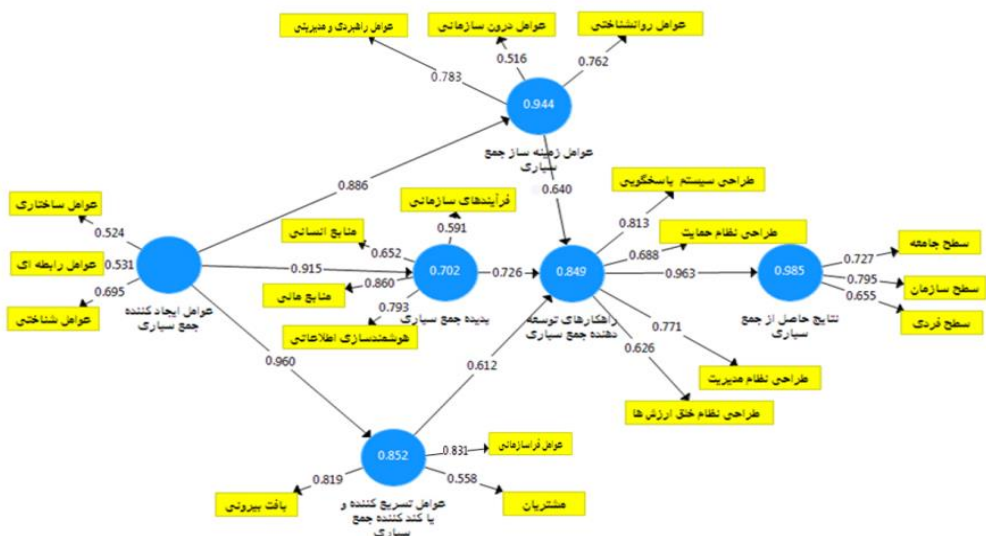 عوامل راهبردی و مدیریتی
عوامل درون سازمانی
عوامل روانشناختی
0.783
0.516
0.762
0.944
عوامل زمینه ساز جمع
سپاری
0.886
0.640
عوامل ساختاری
0.524
عوامل رابطه ای
0.531
عوامل شناختی
0.695
عوامل ایجاد کننده
جمع سپاری
فرآیندهای سازمانی
0.591
منابع انسانی
0.652
0.915
0.702
0.726
منابع مالی
0.860
0.793
هوشمندسازی اطلاعاتی
پدیده جمع سپاری
طراحی سیستم پاسخگویی
0.813
طراحی نظام حمایت
0.688
0.849
0.963
راهکارهای توسعه
دهنده جمع سپاری
0.771
0.626
طراحی نظام مدیریت
طراحی نظام خلق ارزش ها
0.985
سطح جامعه
0.727
سطح سازمان
0.795
سطح فردی
0.655
نتایج حاصل از جمع
سپاری
0.960
0.612
0.852
عوامل فراسازمانی
0.831
بافت بیرونی
0.819
0.558
مشتریان
عوامل تسریع کننده و
یا کند کننده جمع
سپاری